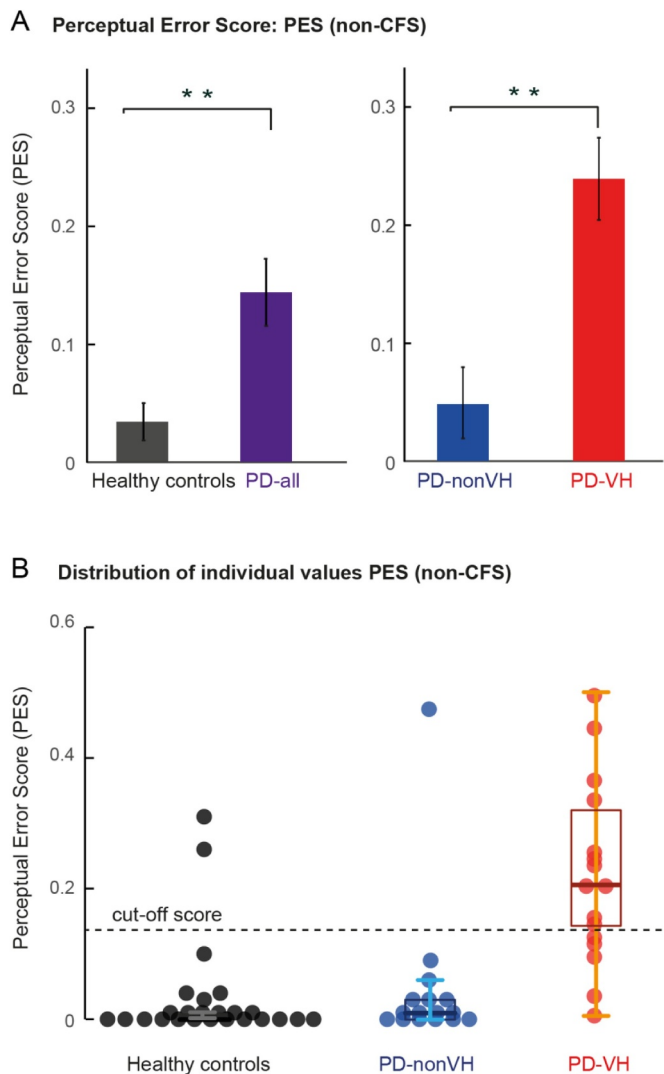 A Perceptual Error Score: PES (non-CFS)
* * * *
0.3 0.3
0.2 0.2
0.1 0.1
0 0
Perceptual Error Score (PES)
Healthy controls PD-all PD-nonVH PD-VH
B Distribution of individual values PES (non-CFS)
0.6
0.4
0.2
0
Perceptual Error Score (PES)
cut-off score
Healthy controls PD-nonVH PD-VH